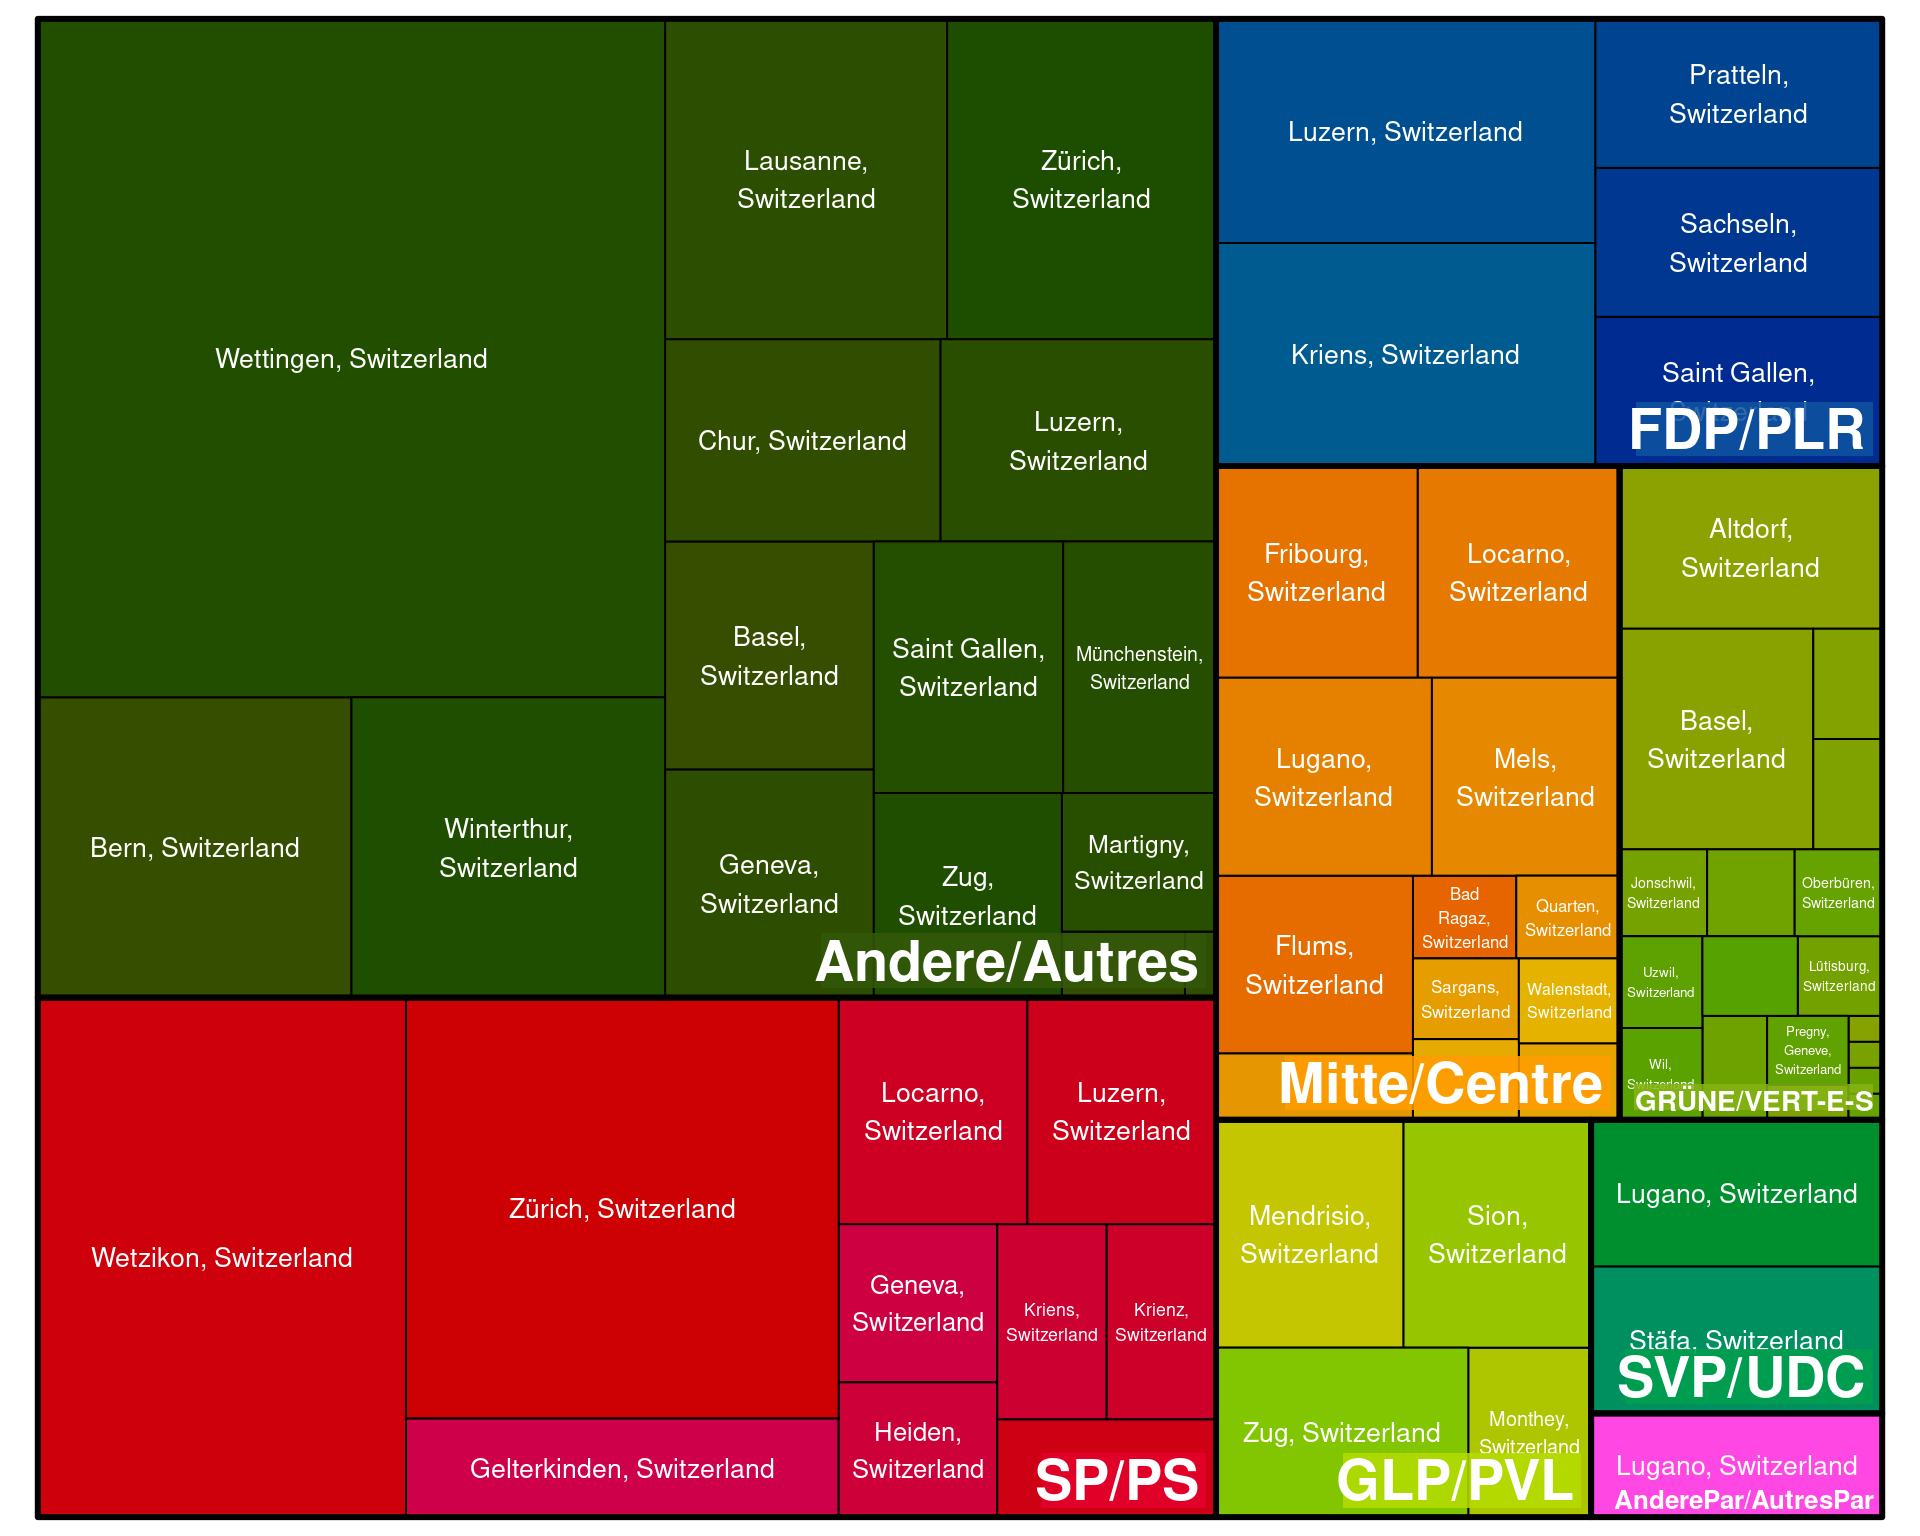 Wettingen, Switzerland
Bern, Switzerland
Winterthur,
Switzerland
Lausanne,
Switzerland
Zürich,
Switzerland
Chur, Switzerland
Luzern,
Switzerland
Basel,
Switzerland
Saint Gallen,
Switzerland
Münchenstein,
Switzerland
Geneva,
Switzerland
Zug,
Switzerland
Martigny,
Switzerland
Andere/Autres
Wetzikon, Switzerland
Zürich, Switzerland
Gelterkinden, Switzerland
Locarno,
Switzerland
Luzern,
Switzerland
Geneva,
Switzerland
Kriens,
Switzerland
Krienz,
Switzerland
Heiden,
Switzerland
SP/PS
Luzern, Switzerland
Kriens, Switzerland
Pratteln,
Switzerland
Sachseln,
Switzerland
Saint Gallen,
Switzerland
FDP/PLR
Fribourg,
Switzerland
Locarno,
Switzerland
Lugano,
Switzerland
Mels,
Switzerland
Flums,
Switzerland
Bad
Ragaz,
Switzerland
Quarten,
Switzerland
Sargans,
Switzerland
Walenstadt,
Switzerland
Mitte/Centre
Altdorf,
Switzerland
Basel,
Switzerland
Jonschwil,
Switzerland
Oberbüren,
Switzerland
Uzwil,
Switzerland
Lütisburg,
Switzerland
Wil,
Switzerland
Pregny,
Geneve,
Switzerland
GRÜNE/VERT-E-S
Mendrisio,
Switzerland
Sion,
Switzerland
Zug, Switzerland
Monthey,
Switzerland
GLP/PVL
Lugano, Switzerland
Stäfa, Switzerland
SVP/UDC
Lugano, Switzerland
AnderePar/AutresPar